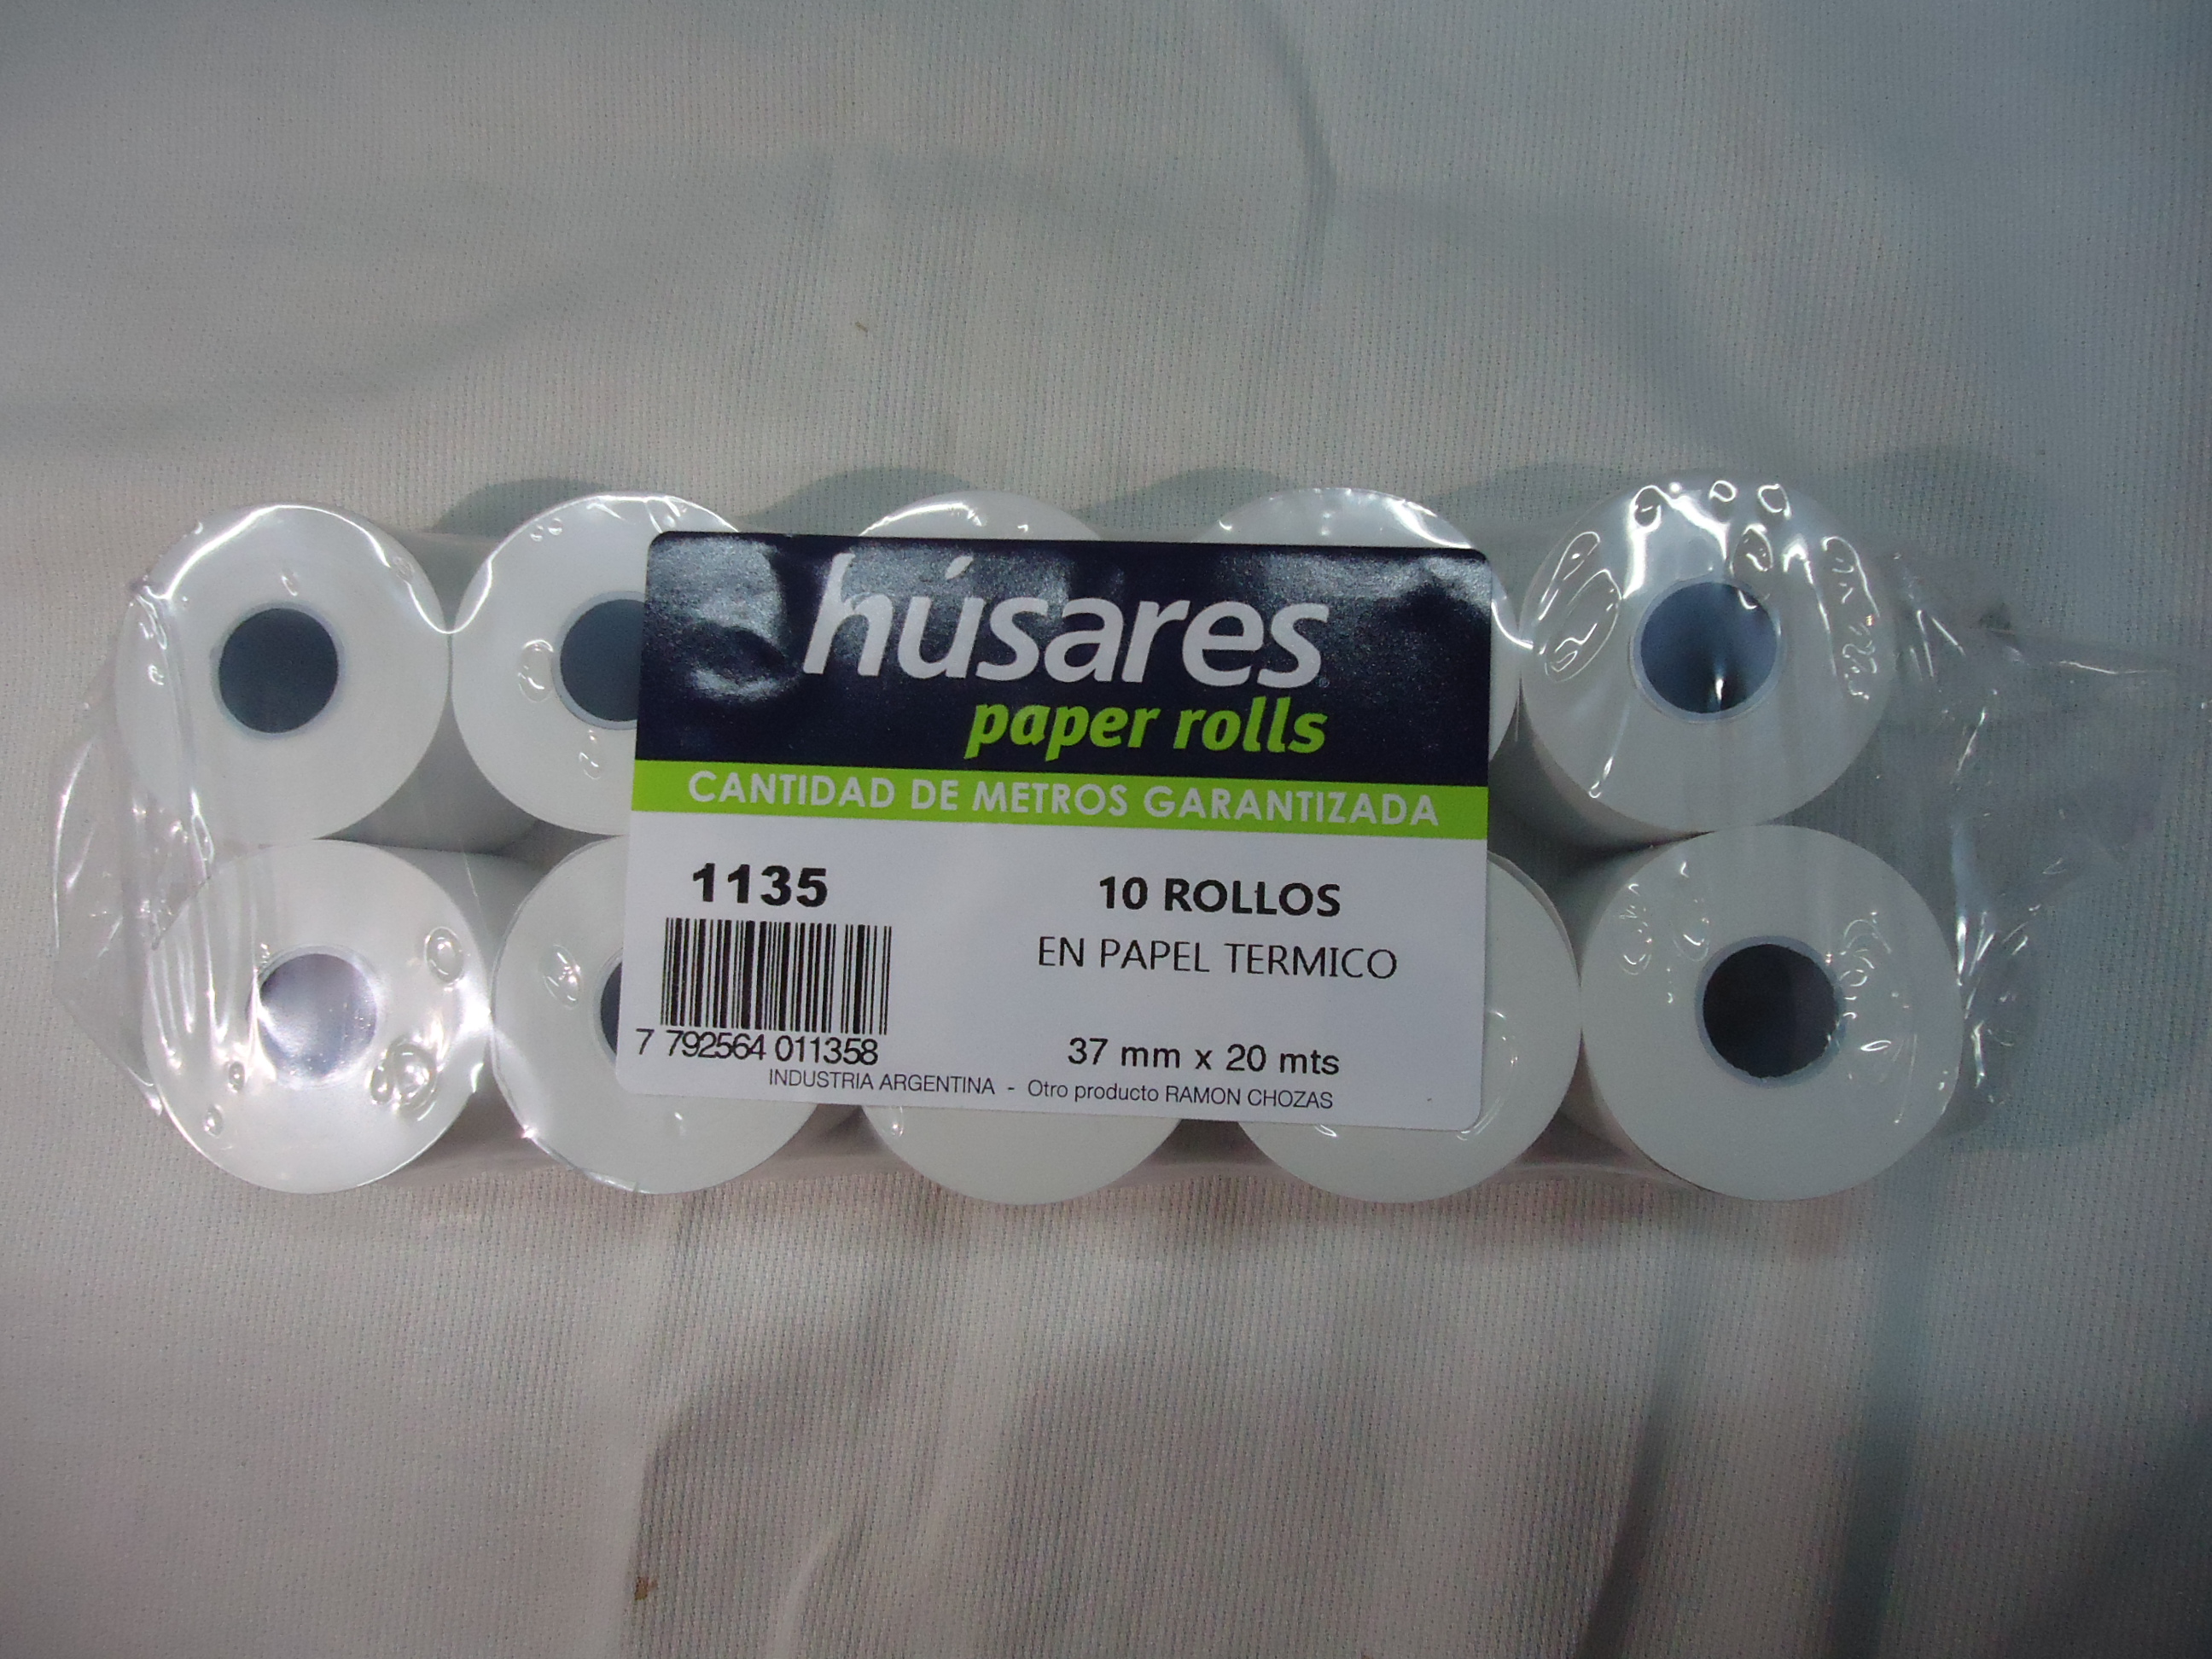 húsares
paper rolls
CANTIDAD DE METROS GARANTIZADA
1135
10 ROLLOS
EN PAPEL TERMICO
7 792564 011358
37 mm x 20 mts
INDUSTRIA ARGENTINA - Otro producto RAMON CHOZAS